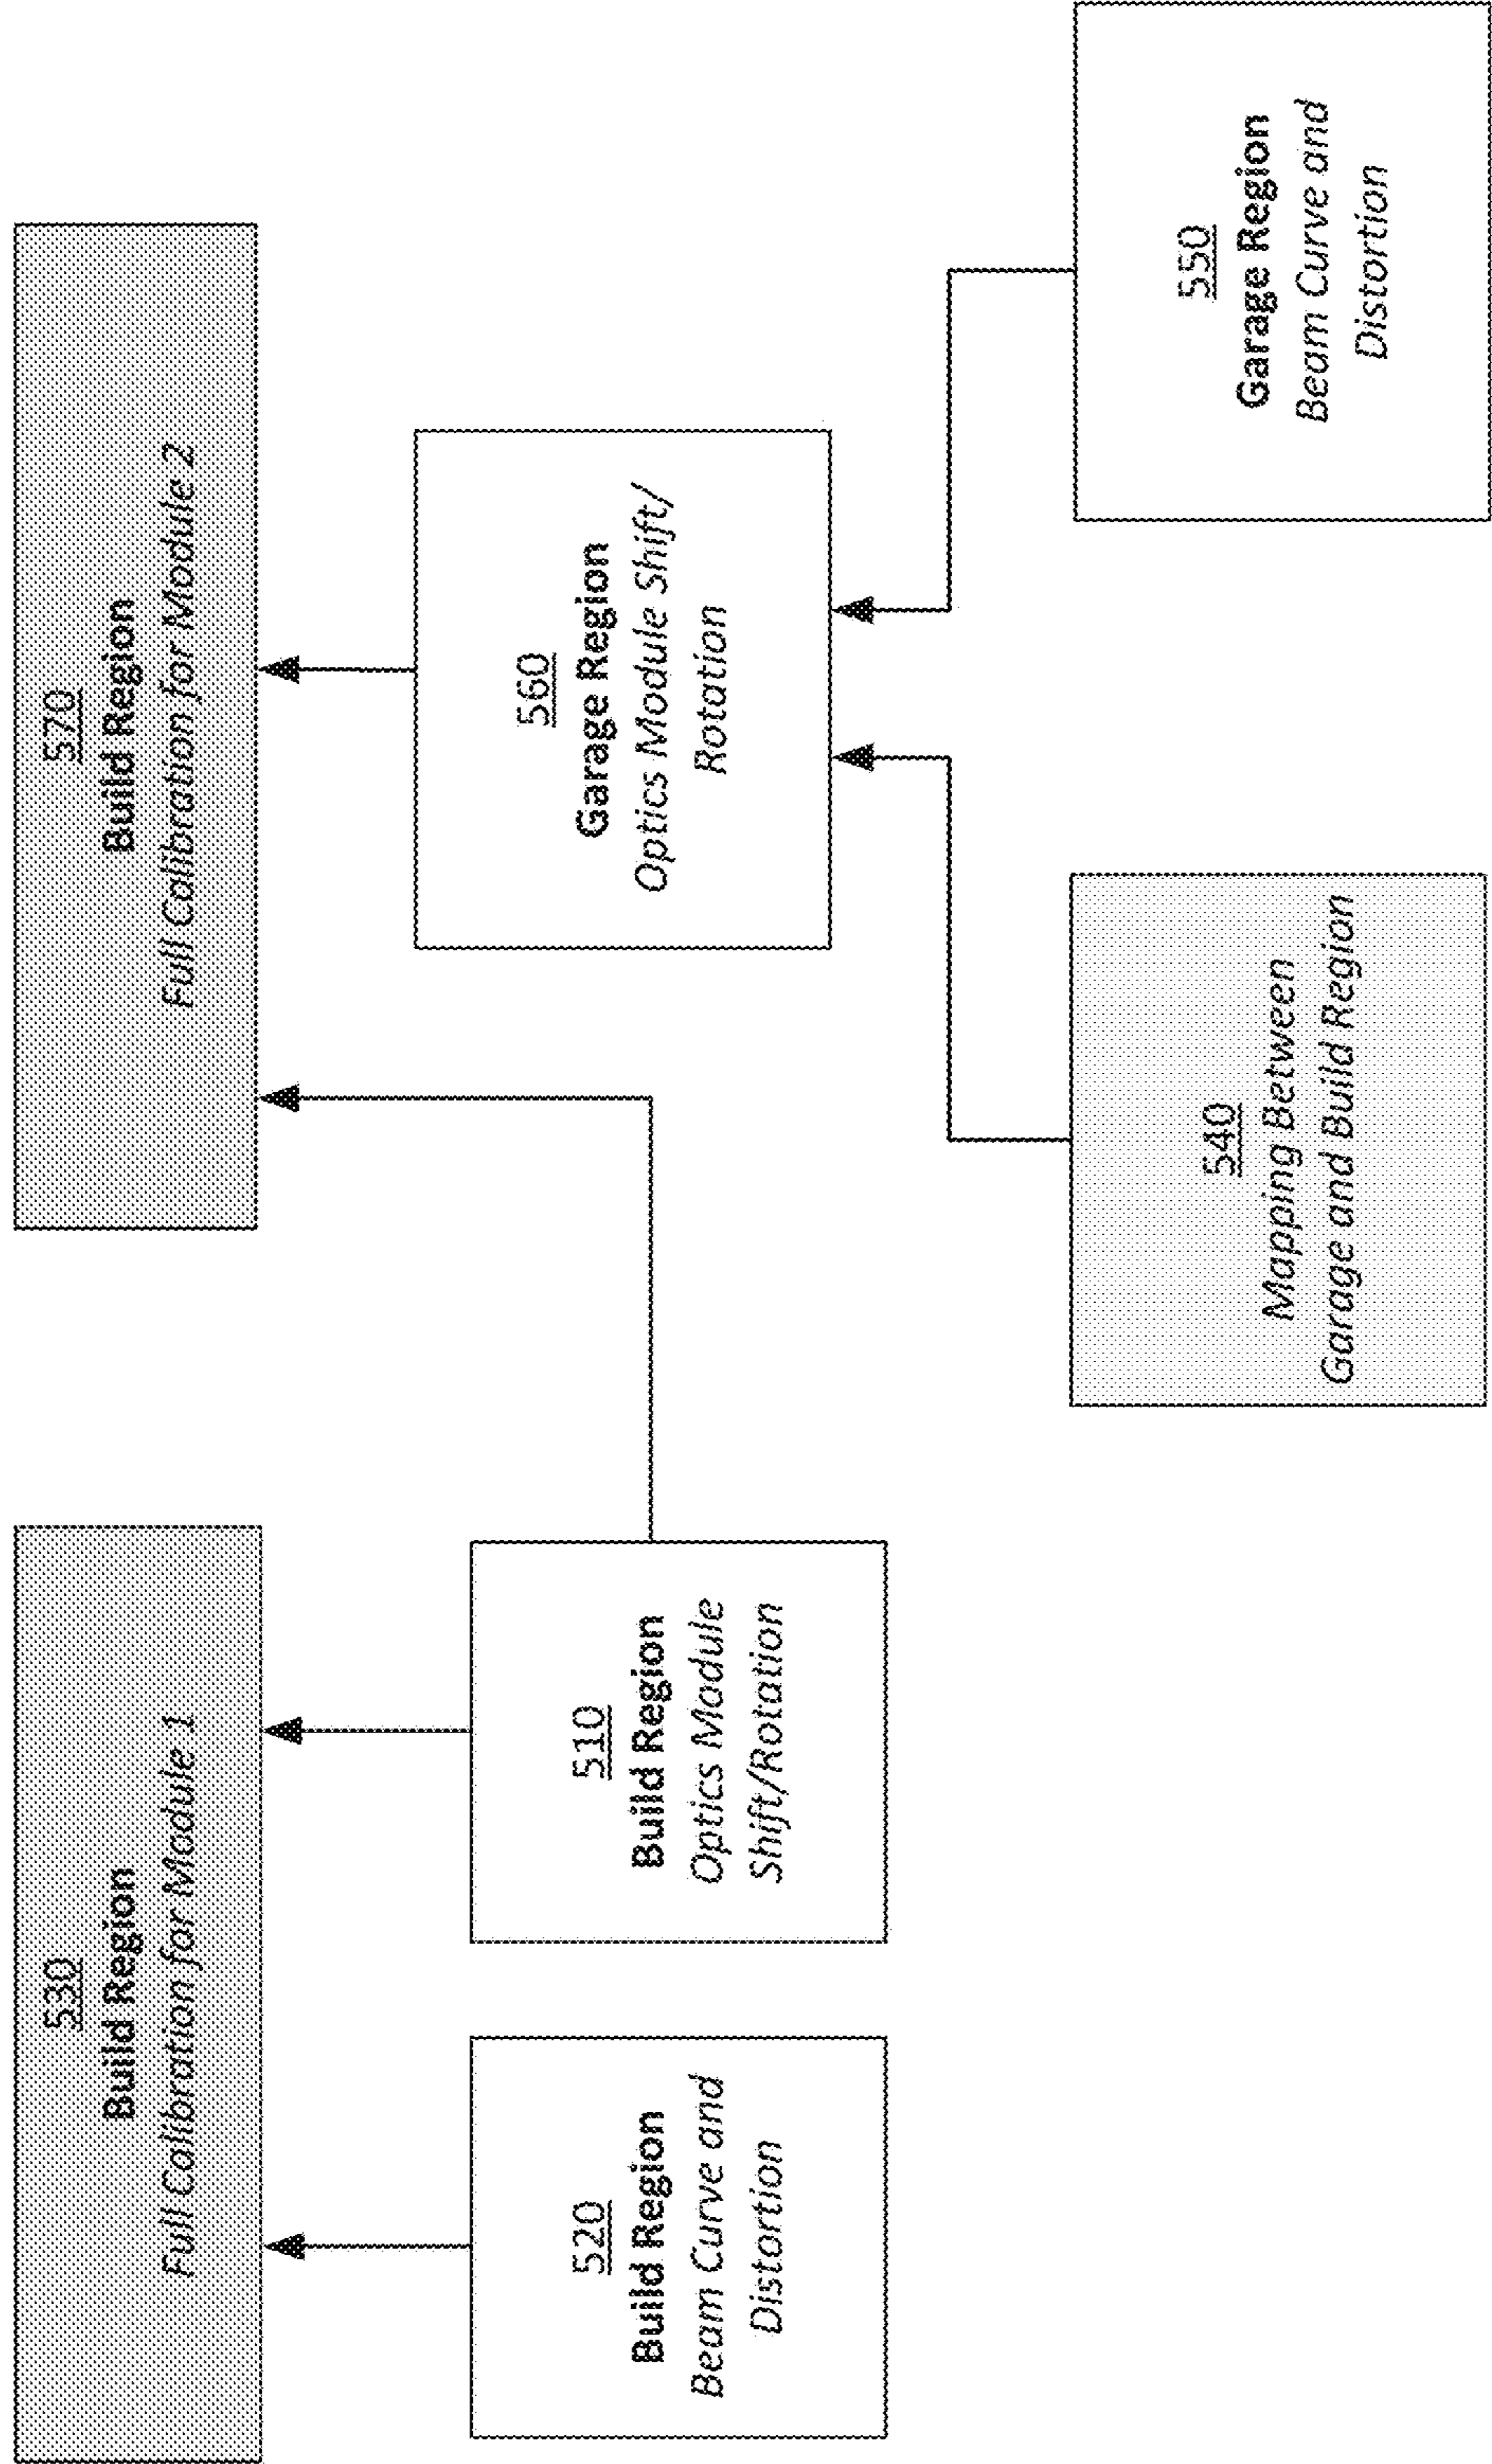 530
Build Region
Full Calibration for Module 1
520
Build Region
Beam Curve and
Distortion
510
Build Region
Optics Module
Shift/Rotation
570
Build Region
Full Calibration for Module 2
560
Garage Region
Optics Module Shift/
Rotation
540
Mapping Between
Garage and Build Region
550
Garage Region
Beam Curve and
Distortion